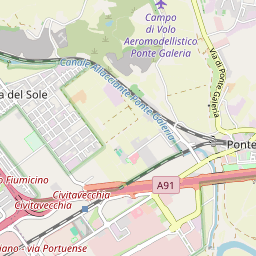 Campo
di Volo
Aeromodellistico
Ponte Galeria
Via di Ponte
Galeria
Canale Allacciante Ponte Galeria
a del Sole
Ponte
o Fiumicino
Civitavecchia
Civitavecchia
A91
iano - via Portuense